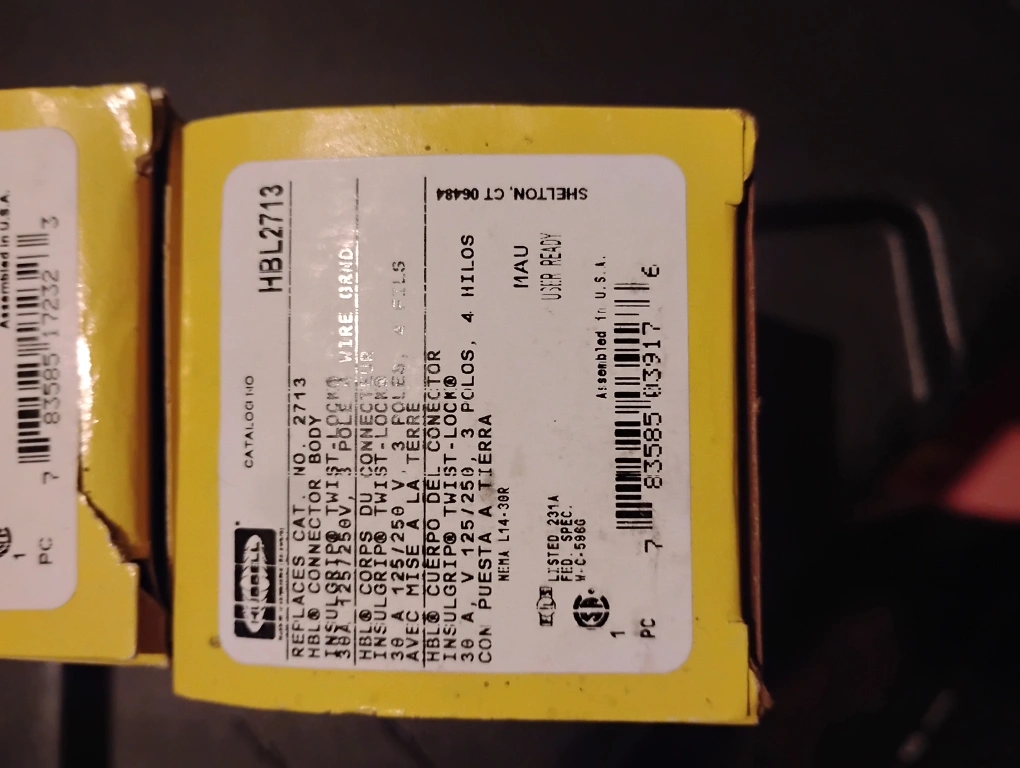 Assembled in U.S.A.
7 83585 17232 3
1
PC
HUBBELL
CATALOG NO
HBL2713
REPLACES CAT. NO. 2713
HBL® CONNECTOR BODY
INSULGRIP® TWIST-LOCK®
30A 125/250V, 3 POLE WIRE GRND
HBL® CORPS DU CONNECTEUR
INSULGRIP® TWIST-LOCK®
30 A 125/250 V, 3 POLES, 4 FILS
AVEC MISE A LA TERRE
HBL® CUERPO DEL CONECTOR
INSULGRIP® TWIST-LOCK®
30 A, V 125/250, 3 POLOS, 4 HILOS
CON PUESTA A TIERRA
NEMA L14-30R
SHELTON, CT 06484
MAU
USER READY
LISTED 231A
FED. SPEC.
W-C-596G
Assembled in U.S.A.
7 83585 03917 6
1
PC